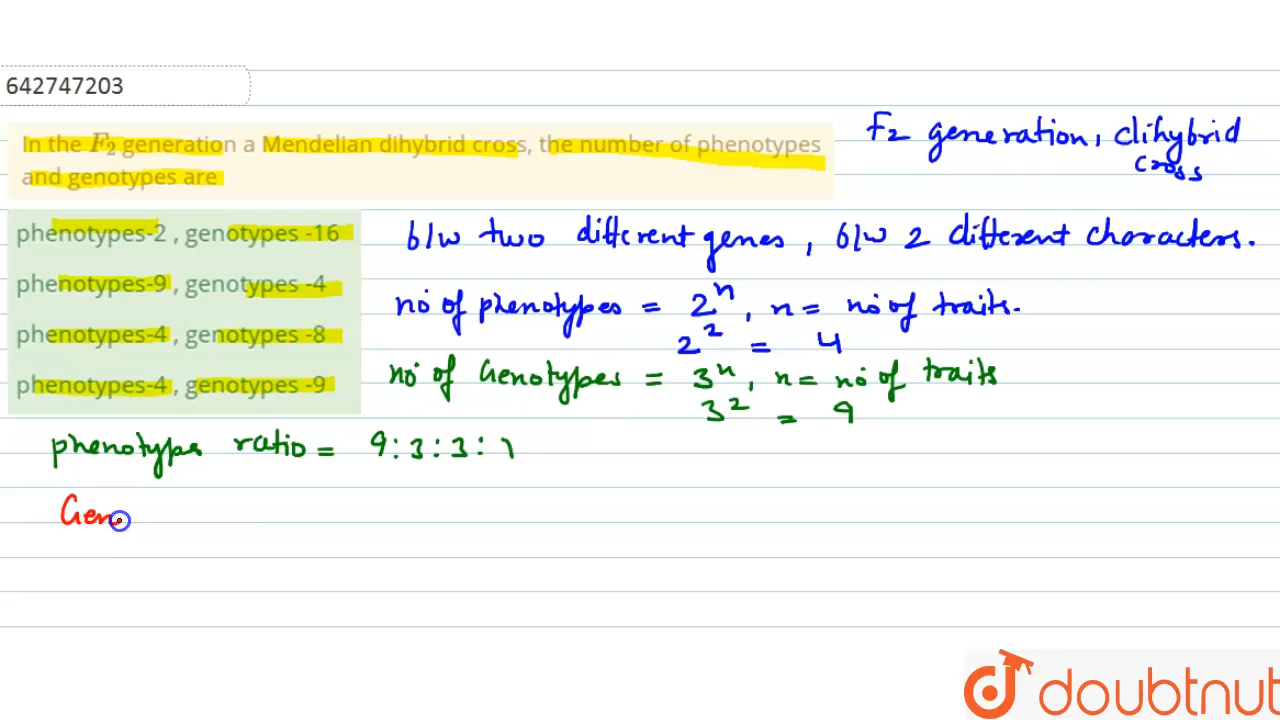 642747203
In the F2 generation a Mendelian dihybrid cross, the number of phenotypes
and genotypes are
phenotypes-2 , genotypes -16
phenotypes-9 , genotypes -4
phenotypes-4 , genotypes -8
phenotypes-4 , genotypes -9
F2 generation, dihybrid
cross
b/w two different genes, b/w 2 different characters.
no of phenotypes = 2^n, n = no of traits.
2^2 = 4
no of Genotypes = 3^n, n = no of traits
3^2 = 9
phenotype ratio = 9:3:3:1
Gen
doubtnut